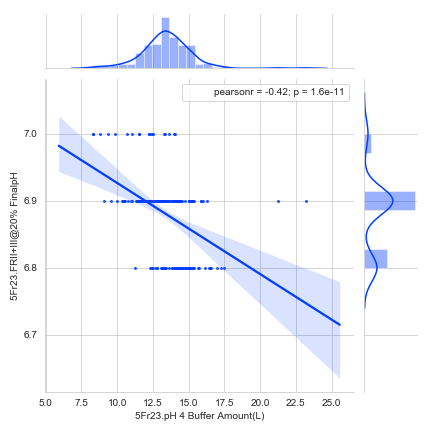 pearsonr = -0.42; p = 1.6e-11
7.0
6.9
6.8
6.7
5Fr23.FRII+III@20% FinalpH
5.0 7.5 10.0 12.5 15.0 17.5 20.0 22.5 25.0
5Fr23.pH 4 Buffer Amount(L)